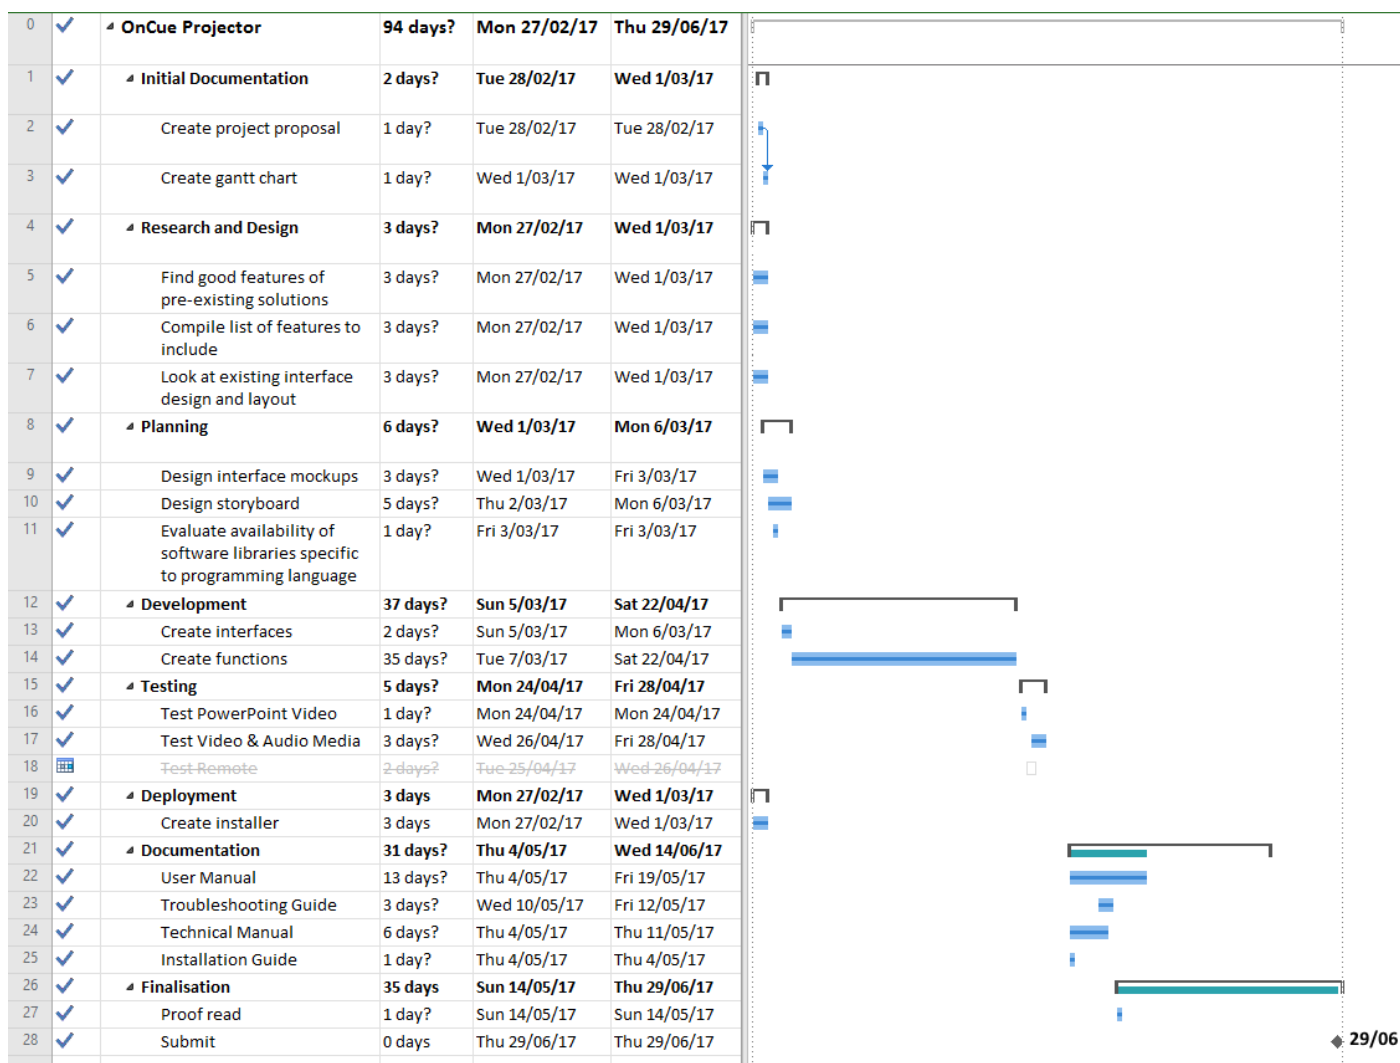 0 OnCue Projector 94 days? Mon 27/02/17 Thu 29/06/17
1 Initial Documentation 2 days? Tue 28/02/17 Wed 1/03/17
2 Create project proposal 1 day? Tue 28/02/17 Tue 28/02/17
3 Create gantt chart 1 day? Wed 1/03/17 Wed 1/03/17
4 Research and Design 3 days? Mon 27/02/17 Wed 1/03/17
5 Find good features of 3 days? Mon 27/02/17 Wed 1/03/17
pre-existing solutions
6 Compile list of features to 3 days? Mon 27/02/17 Wed 1/03/17
include
7 Look at existing interface 3 days? Mon 27/02/17 Wed 1/03/17
design and layout
8 Planning 6 days? Wed 1/03/17 Mon 6/03/17
9 Design interface mockups 3 days? Wed 1/03/17 Fri 3/03/17
10 Design storyboard 5 days? Thu 2/03/17 Mon 6/03/17
11 Evaluate availability of 1 day? Fri 3/03/17 Fri 3/03/17
software libraries specific
to programming language
12 Development 37 days? Sun 5/03/17 Sat 22/04/17
13 Create interfaces 2 days? Sun 5/03/17 Mon 6/03/17
14 Create functions 35 days? Tue 7/03/17 Sat 22/04/17
15 Testing 5 days? Mon 24/04/17 Fri 28/04/17
16 Test PowerPoint Video 1 day? Mon 24/04/17 Mon 24/04/17
17 Test Video & Audio Media 3 days? Wed 26/04/17 Fri 28/04/17
18 Test Remote 2 days? Tue 25/04/17 Wed 26/04/17
19 Deployment 3 days Mon 27/02/17 Wed 1/03/17
20 Create installer 3 days Mon 27/02/17 Wed 1/03/17
21 Documentation 31 days? Thu 4/05/17 Wed 14/06/17
22 User Manual 13 days? Thu 4/05/17 Fri 19/05/17
23 Troubleshooting Guide 3 days? Wed 10/05/17 Fri 12/05/17
24 Technical Manual 6 days? Thu 4/05/17 Thu 11/05/17
25 Installation Guide 1 day? Thu 4/05/17 Thu 4/05/17
26 Finalisation 35 days Sun 14/05/17 Thu 29/06/17
27 Proof read 1 day? Sun 14/05/17 Sun 14/05/17
28 Submit 0 days Thu 29/06/17 Thu 29/06/17 29/06